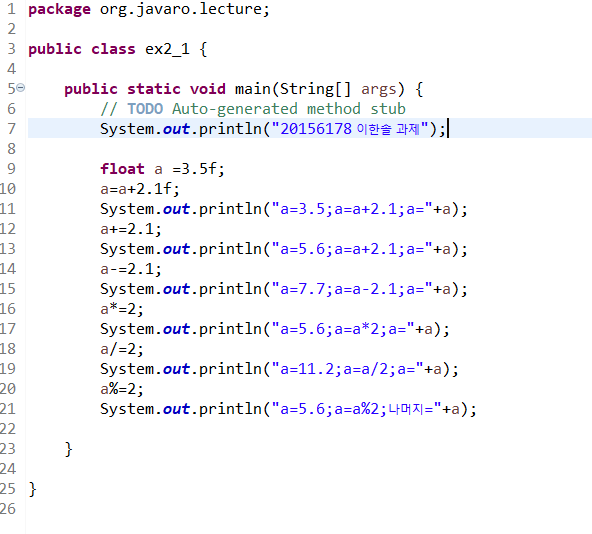 1 package org.javaro.lecture;
2
3 public class ex2_1 {
4
5 public static void main(String[] args) {
6 // TODO Auto-generated method stub
7 System.out.println("20156178 이한솔 과제");
8
9 float a =3.5f;
10 a=a+2.1f;
11 System.out.println("a=3.5;a=a+2.1;a="+a);
12 a+=2.1;
13 System.out.println("a=5.6;a=a+2.1;a="+a);
14 a-=2.1;
15 System.out.println("a=7.7;a=a-2.1;a="+a);
16 a*=2;
17 System.out.println("a=5.6;a=a*2;a="+a);
18 a/=2;
19 System.out.println("a=11.2;a=a/2;a="+a);
20 a%=2;
21 System.out.println("a=5.6;a=a%2;나머지="+a);
22
23 }
24
25 }
26